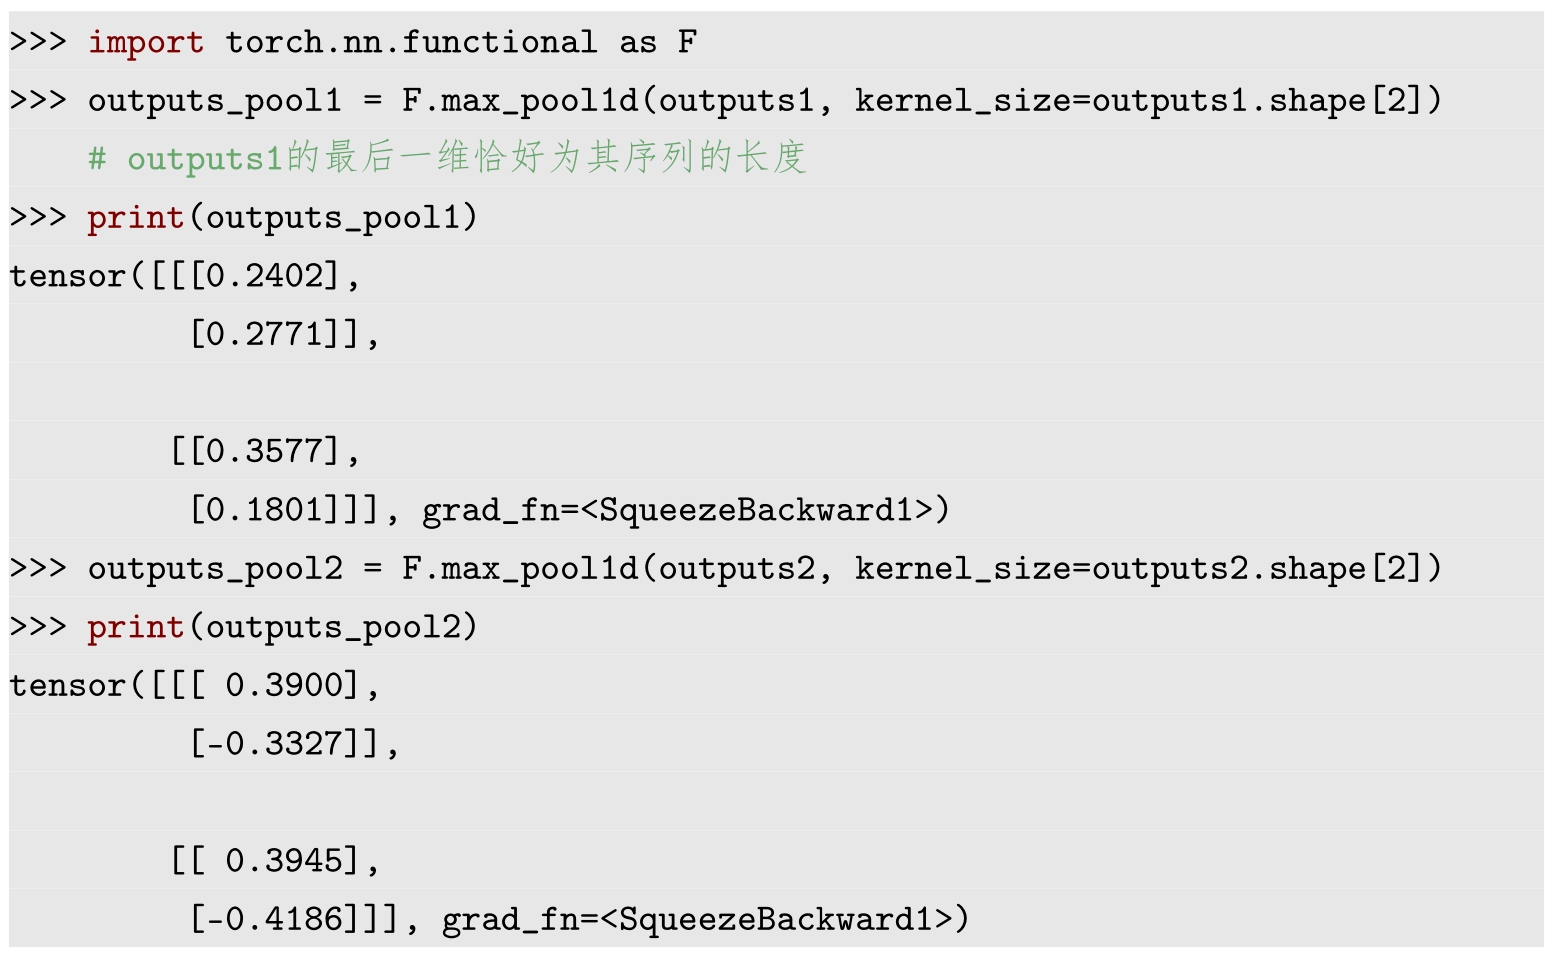 >>> import torch.nn.functional as F
>>> outputs_pool1 = F.max_pool1d(outputs1, kernel_size=outputs1.shape[2])
    # outputs1的最后一维恰好为其序列的长度
>>> print(outputs_pool1)
tensor([[[0.2402],
         [0.2771]],

        [[0.3577],
         [0.1801]]], grad_fn=<SqueezeBackward1>)
>>> outputs_pool2 = F.max_pool1d(outputs2, kernel_size=outputs2.shape[2])
>>> print(outputs_pool2)
tensor([[[ 0.3900],
         [-0.3327]],

        [[ 0.3945],
         [-0.4186]]], grad_fn=<SqueezeBackward1>)